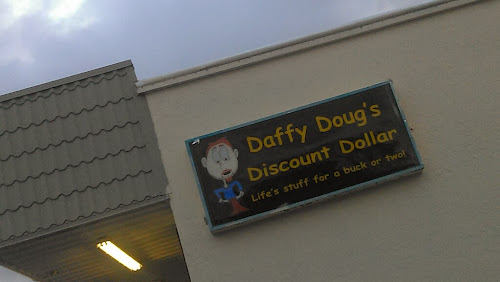 Daffy Doug's
Discount Dollar
Life's stuff for a buck or two!